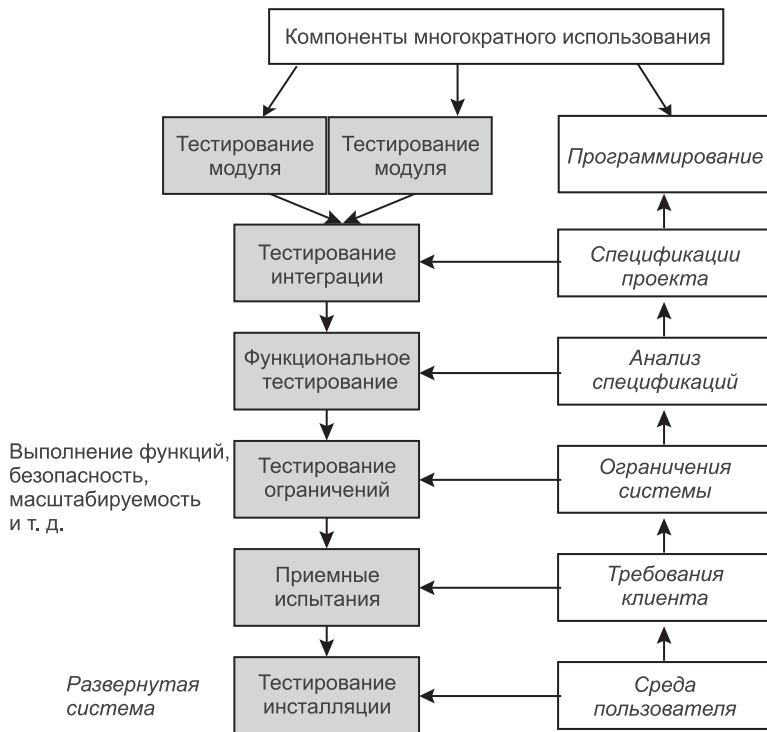 Компоненты многократного использования
Тестирование
модуля
Тестирование
модуля
Программирование
Тестирование
интеграции
Спецификации
проекта
Функциональное
тестирование
Анализ
спецификаций
Выполнение функций,
безопасность,
масштабируемость
и т. д.
Тестирование
ограничений
Ограничения
системы
Приемные
испытания
Требования
клиента
Развернутая
система
Тестирование
инсталляции
Среда
пользователя